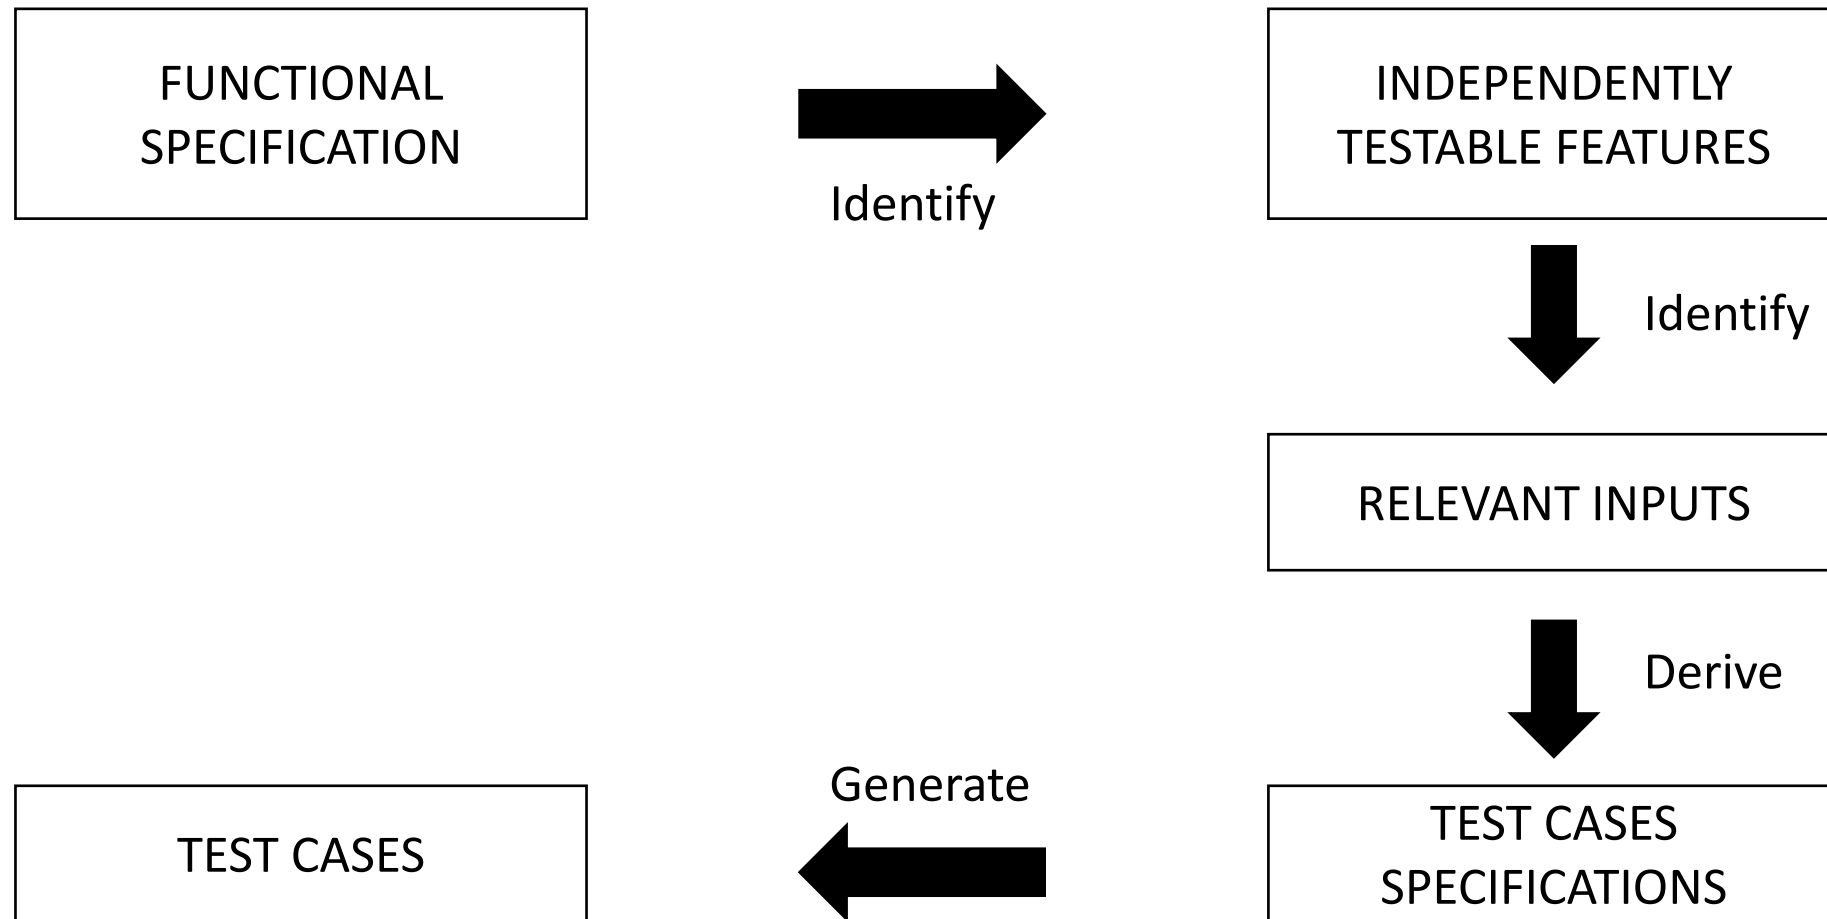 FUNCTIONAL
SPECIFICATION
Identify
INDEPENDENTLY
TESTABLE FEATURES
Identify
RELEVANT INPUTS
Derive
TEST CASES
SPECIFICATIONS
Generate
TEST CASES